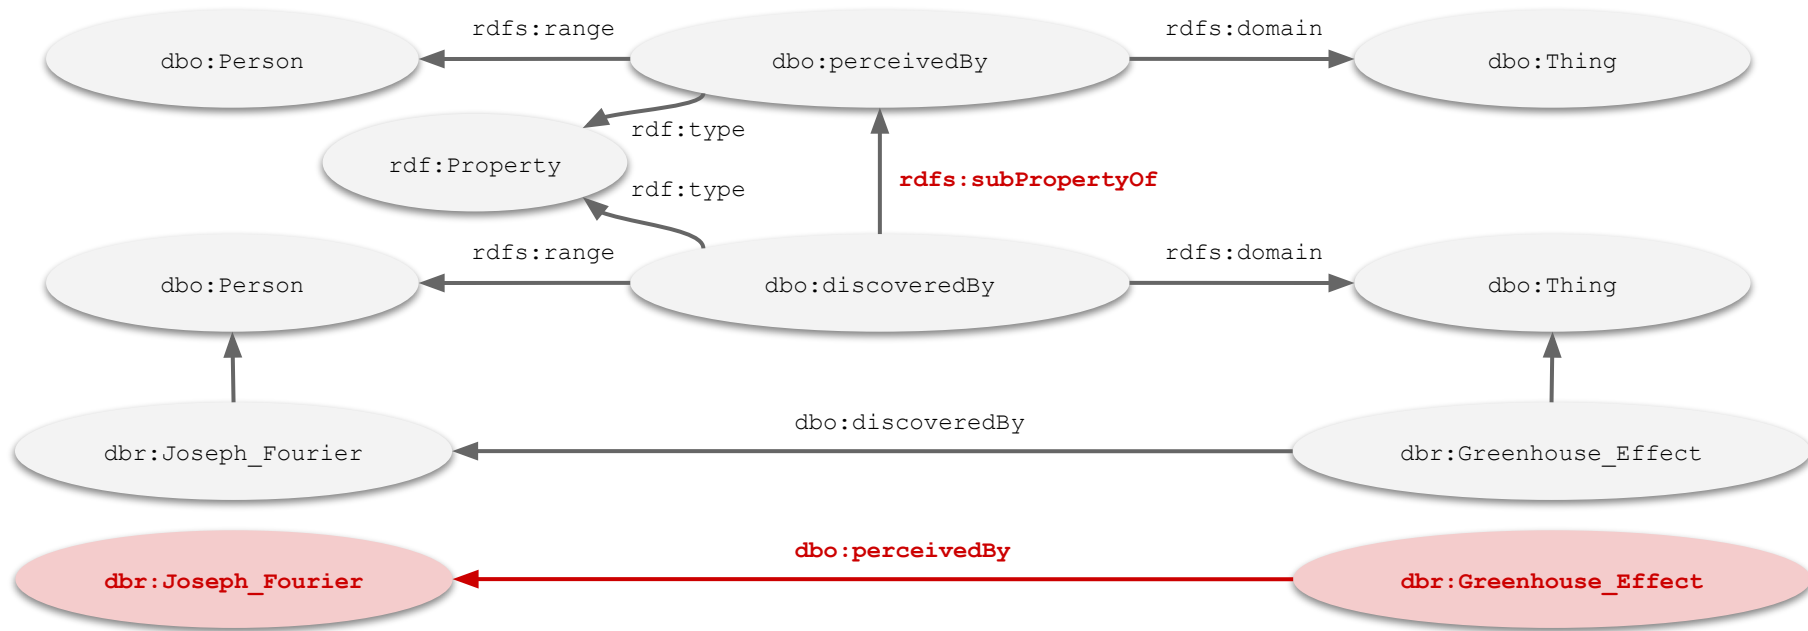 rdfs:range
rdfs:domain
dbo:Person
dbo:perceivedBy
dbo:Thing
rdf:type
rdf:Property
rdfs:subPropertyOf
rdf:type
rdfs:range
rdfs:domain
dbo:Person
dbo:discoveredBy
dbo:Thing
dbo:discoveredBy
dbr:Joseph_Fourier
dbr:Greenhouse_Effect
dbo:perceivedBy
dbr:Joseph_Fourier
dbr:Greenhouse_Effect